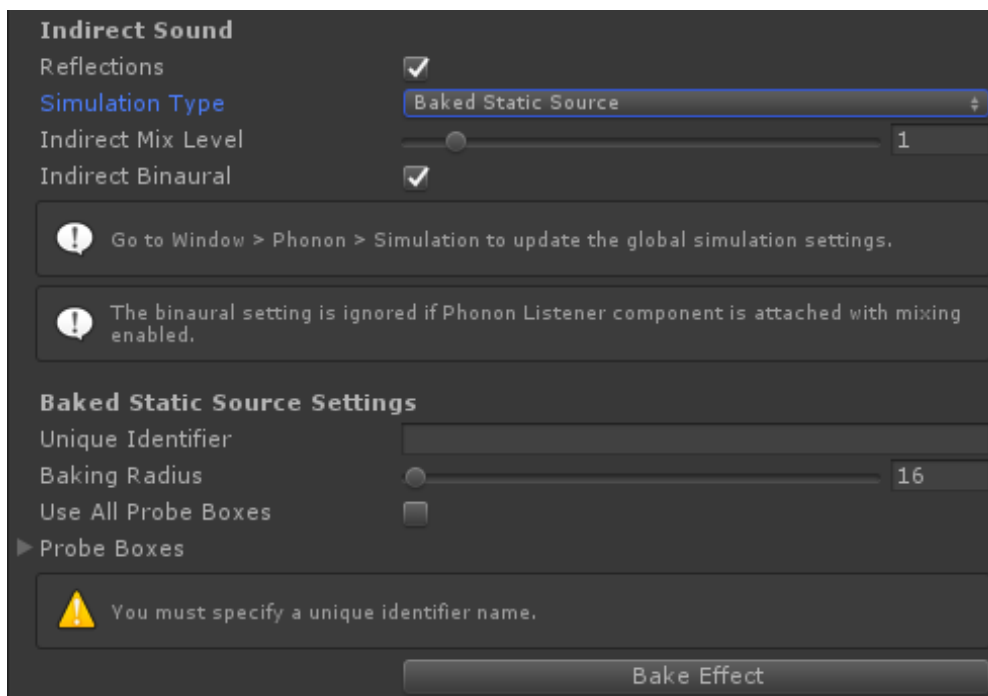 Indirect Sound
Reflections
Simulation Type Baked Static Source
Indirect Mix Level 1
Indirect Binaural
Go to Window > Phonon > Simulation to update the global simulation settings.
The binaural setting is ignored if Phonon Listener component is attached with mixing
enabled.
Baked Static Source Settings
Unique Identifier
Baking Radius 16
Use All Probe Boxes
Probe Boxes
You must specify a unique identifier name.
Bake Effect